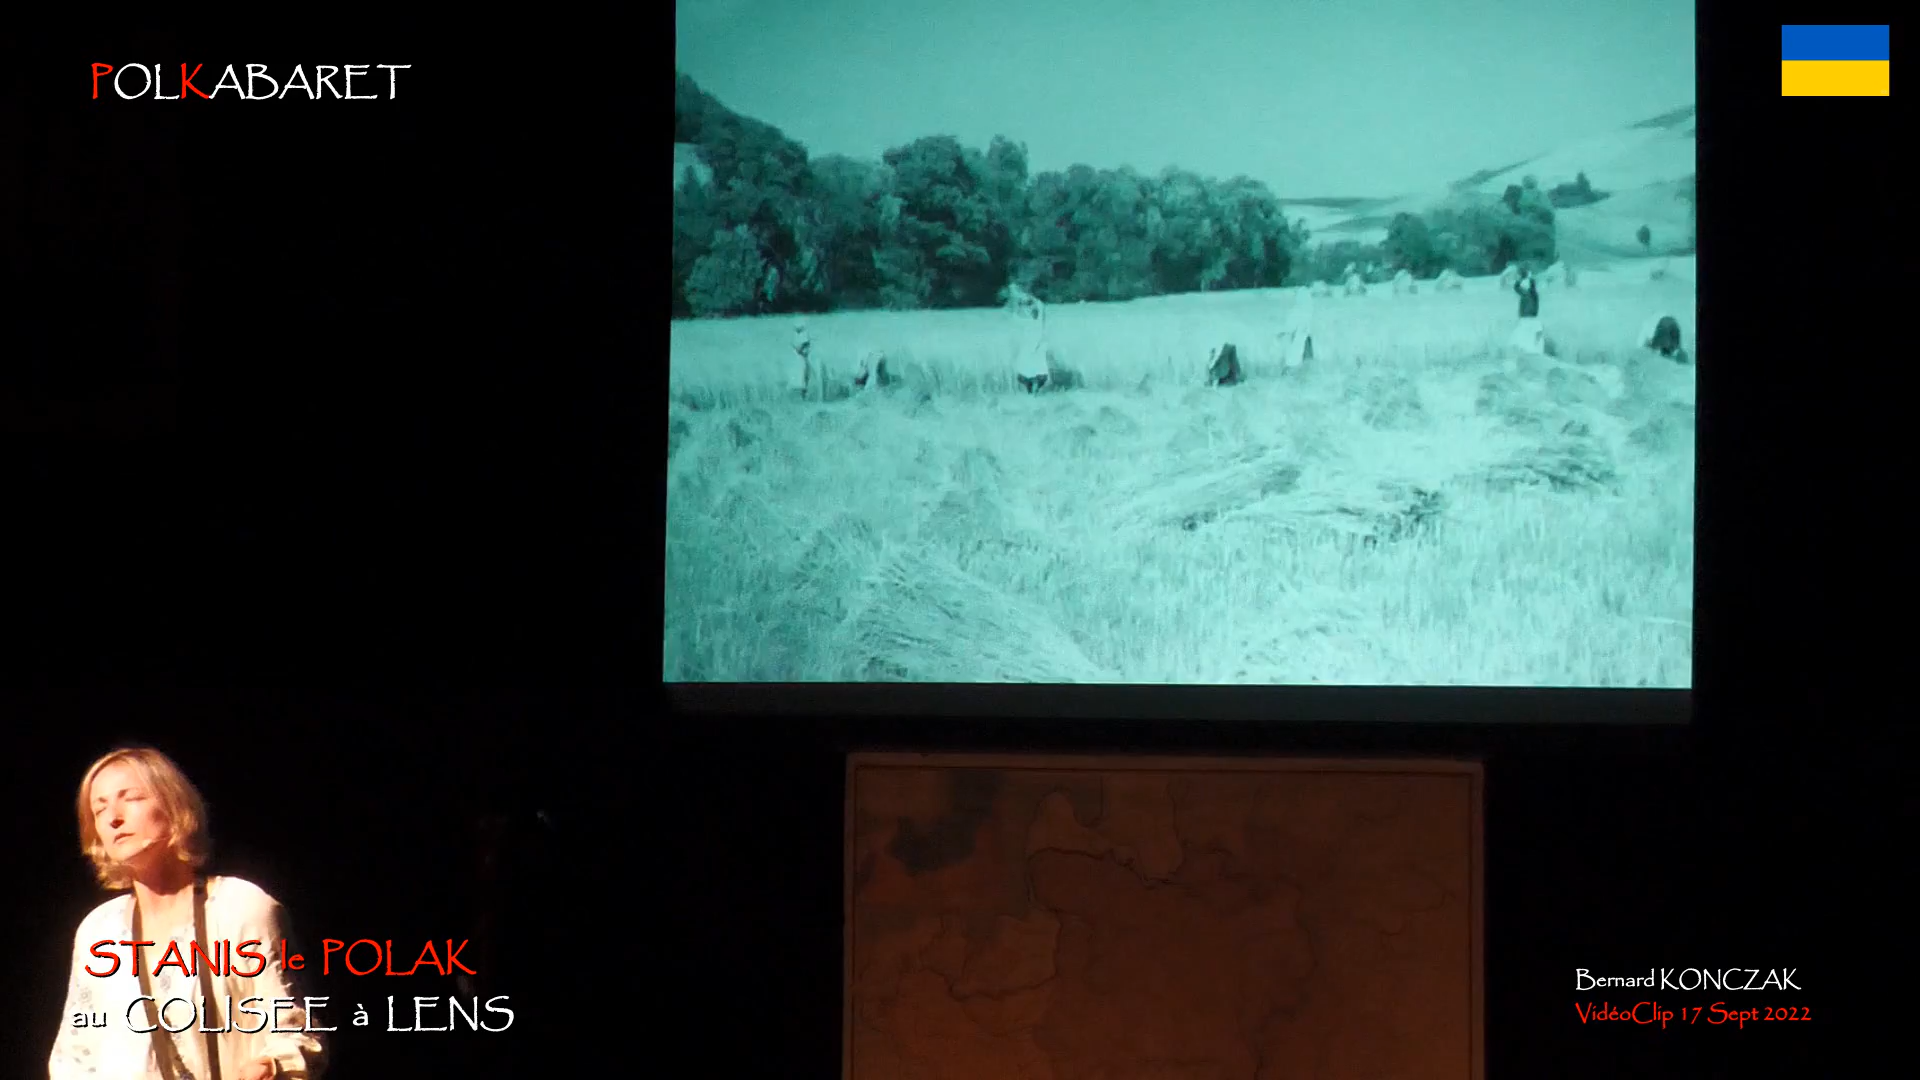 POLKABARET
STANIS le POLAK
au COLISEE à LENS
Bernard KONCZAK
VidéoClip 17 Sept 2022